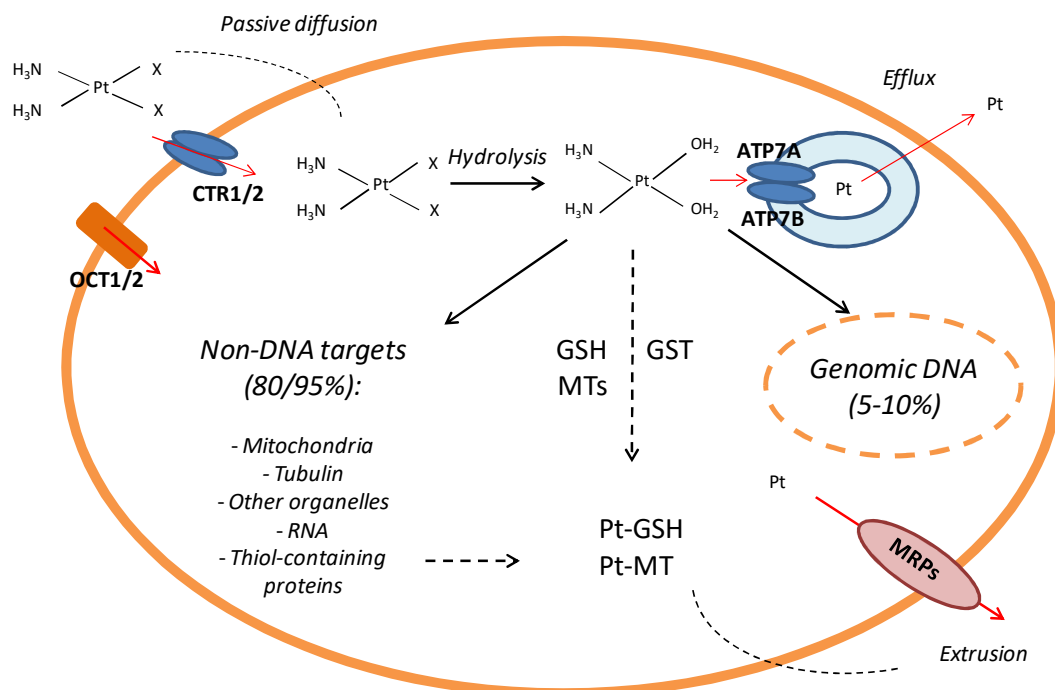 Passive diffusion
H₃N
X
Pt
H₃N
X
CTR1/2
OCT1/2
H₃N
X
Pt
H₃N
X
Hydrolysis
H₃N
OH₂
Pt
H₃N
OH₂
ATP7A
Pt
ATP7B
Efflux
Pt
Non-DNA targets
(80/95%):
- Mitochondria
- Tubulin
- Other organelles
- RNA
- Thiol-containing
proteins
GSH
MTs
GST
Pt-GSH
Pt-MT
Genomic DNA
(5-10%)
Pt
MRPs
Extrusion